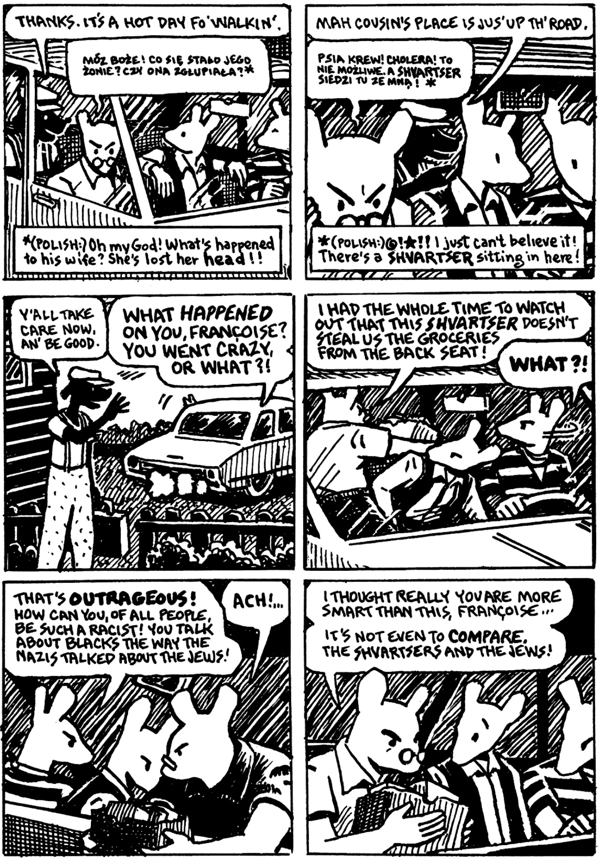 THANKS. IT'S A HOT DAY FO' WALKIN'.
MÓJ BOŻE! CO SIĘ STAŁO JEGO
ŻONIE? CZY ONA ZGŁUPIAŁA?*
*(POLISH:) Oh my God! What's happened
to his wife? She's lost her head!!
MAH COUSIN'S PLACE IS JUS' UP TH' ROAD.
PSIA KREW! CHOLERA! TO
NIE MOŻLIWE. A SHVARTSER
SIEDZI TU ZE MNĄ! *
*(POLISH:) @!*!! I just can't believe it!
There's a SHVARTSER sitting in here!
Y'ALL TAKE
CARE NOW,
AN' BE GOOD.
WHAT HAPPENED
ON YOU, FRANÇOISE?
YOU WENT CRAZY,
OR WHAT?!
I HAD THE WHOLE TIME TO WATCH
OUT THAT THIS SHVARTSER DOESN'T
STEAL US THE GROCERIES
FROM THE BACK SEAT!
WHAT?!
THAT'S OUTRAGEOUS!
HOW CAN YOU, OF ALL PEOPLE,
BE SUCH A RACIST! YOU TALK
ABOUT BLACKS THE WAY THE
NAZIS TALKED ABOUT THE JEWS!
ACH!...
I THOUGHT REALLY YOU ARE MORE
SMART THAN THIS, FRANÇOISE...
IT'S NOT EVEN TO COMPARE,
THE SHVARTSERS AND THE JEWS!